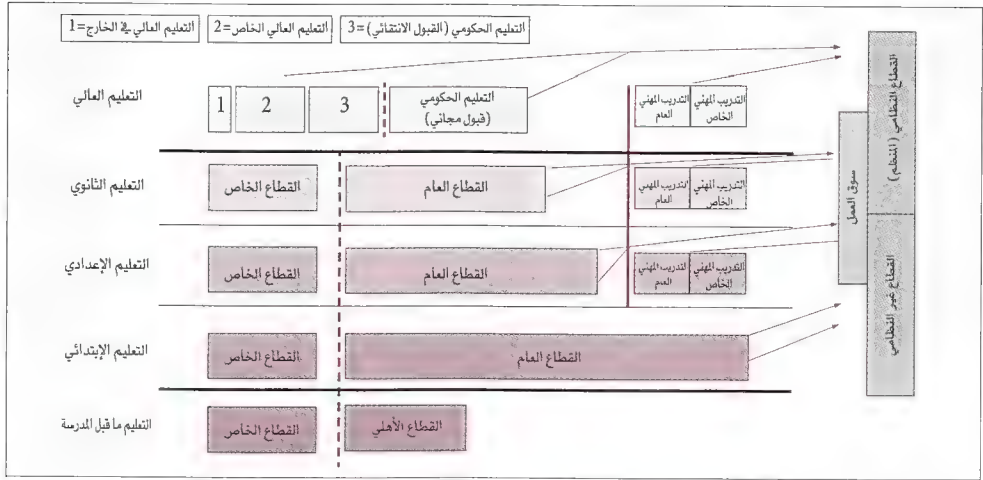 1=التعليم العالي في الخارج
2=التعليم العالي الخاص
3=التعليم الحكومي (القبول الانتقائي)
التعليم العالي
1
2
3
التعليم الحكومي
(قبول مجاني)
التدريب المهني
العام
التدريب المهني
الخاص
التعليم الثانوي
القطاع الخاص
القطاع العام
التدريب المهني
العام
التدريب المهني
الخاص
التعليم الإعدادي
القطاع الخاص
القطاع العام
التدريب المهني
العام
التدريب المهني
الخاص
التعليم الإبتدائي
القطاع الخاص
القطاع العام
التعليم ما قبل المدرسة
القطاع الخاص
القطاع الأهلي
سوق العمل
القطاع النظامي (المنظم)
القطاع غير النظامي